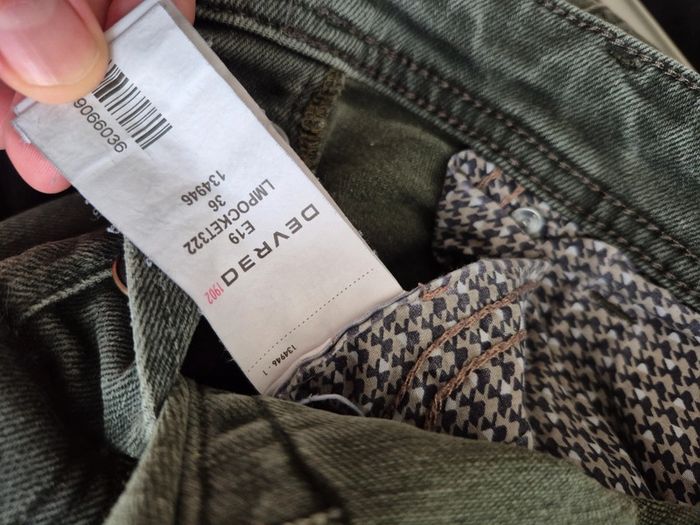 134946 - 1
DEVRED 1902
E19
LMPOCKET322
36
134946
9066036